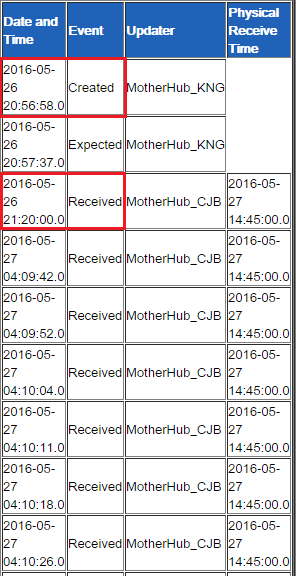 Date and Time Event Updater Physical Receive Time
2016-05-26 20:56:58.0 Created MotherHub_KNG
2016-05-26 20:57:37.0 Expected MotherHub_KNG
2016-05-26 21:20:00.0 Received MotherHub_CJB 2016-05-27 14:45:00.0
2016-05-27 04:09:42.0 Received MotherHub_CJB 2016-05-27 14:45:00.0
2016-05-27 04:09:52.0 Received MotherHub_CJB 2016-05-27 14:45:00.0
2016-05-27 04:10:04.0 Received MotherHub_CJB 2016-05-27 14:45:00.0
2016-05-27 04:10:11.0 Received MotherHub_CJB 2016-05-27 14:45:00.0
2016-05-27 04:10:18.0 Received MotherHub_CJB 2016-05-27 14:45:00.0
2016-05-27 04:10:26.0 Received MotherHub_CJB 2016-05-27 14:45:00.0